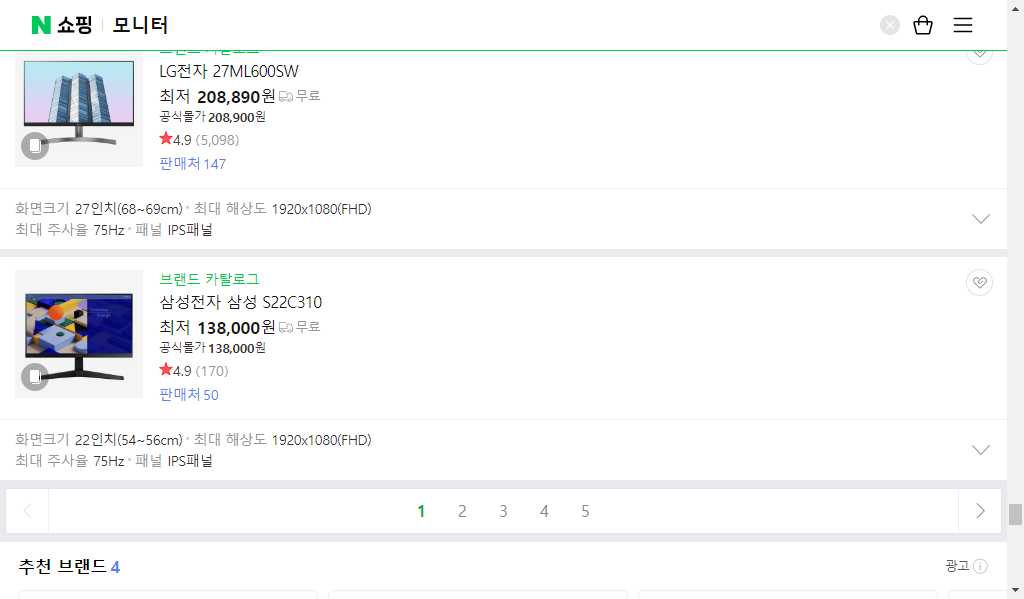 N 쇼핑 모니터
브랜드 카탈로그
LG전자 27ML600SW
최저 208,890원 무료
공식몰가 208,900원
★4.9 (5,098)
판매처 147
화면크기 27인치(68~69cm) · 최대 해상도 1920x1080(FHD)
최대 주사율 75Hz · 패널 IPS패널
브랜드 카탈로그
삼성전자 삼성 S22C310
최저 138,000원 무료
공식몰가 138,000원
★4.9 (170)
판매처 50
화면크기 22인치(54~56cm) · 최대 해상도 1920x1080(FHD)
최대 주사율 75Hz · 패널 IPS패널
1 2 3 4 5
추천 브랜드 4
광고